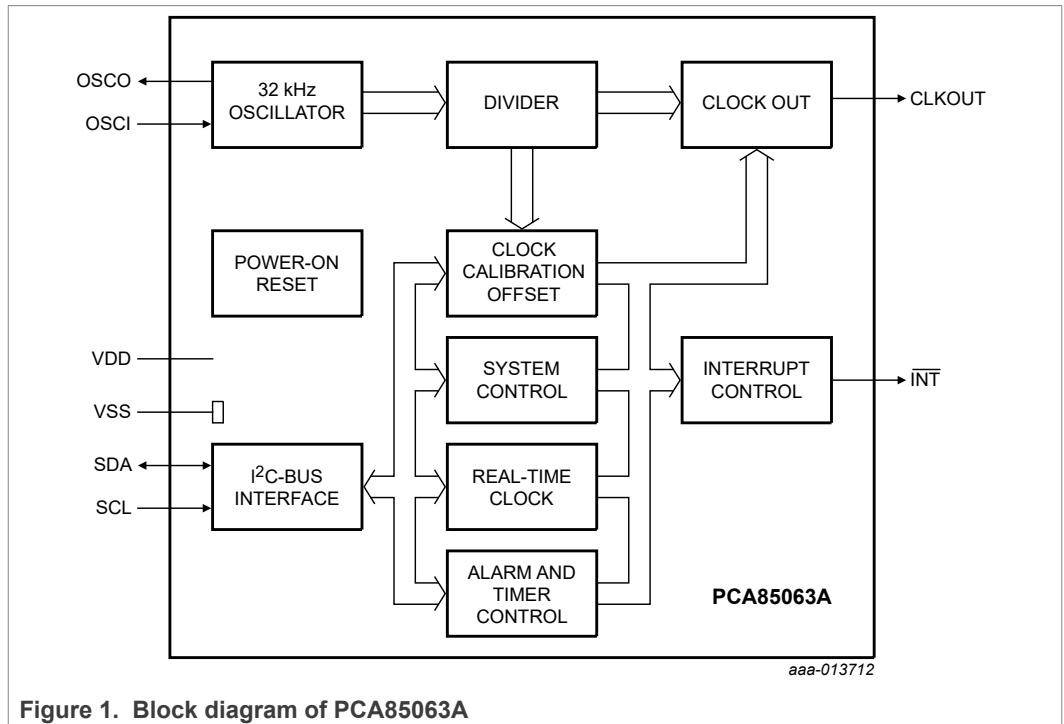 OSCO
OSCI
32 kHz
OSCILLATOR
DIVIDER
CLOCK OUT
CLKOUT
POWER-ON
RESET
CLOCK
CALIBRATION
OFFSET
VDD
VSS
SYSTEM
CONTROL
INTERRUPT
CONTROL
INT
SDA
SCL
I²C-BUS
INTERFACE
REAL-TIME
CLOCK
ALARM AND
TIMER
CONTROL
PCA85063A
aaa-013712
Figure 1. Block diagram of PCA85063A